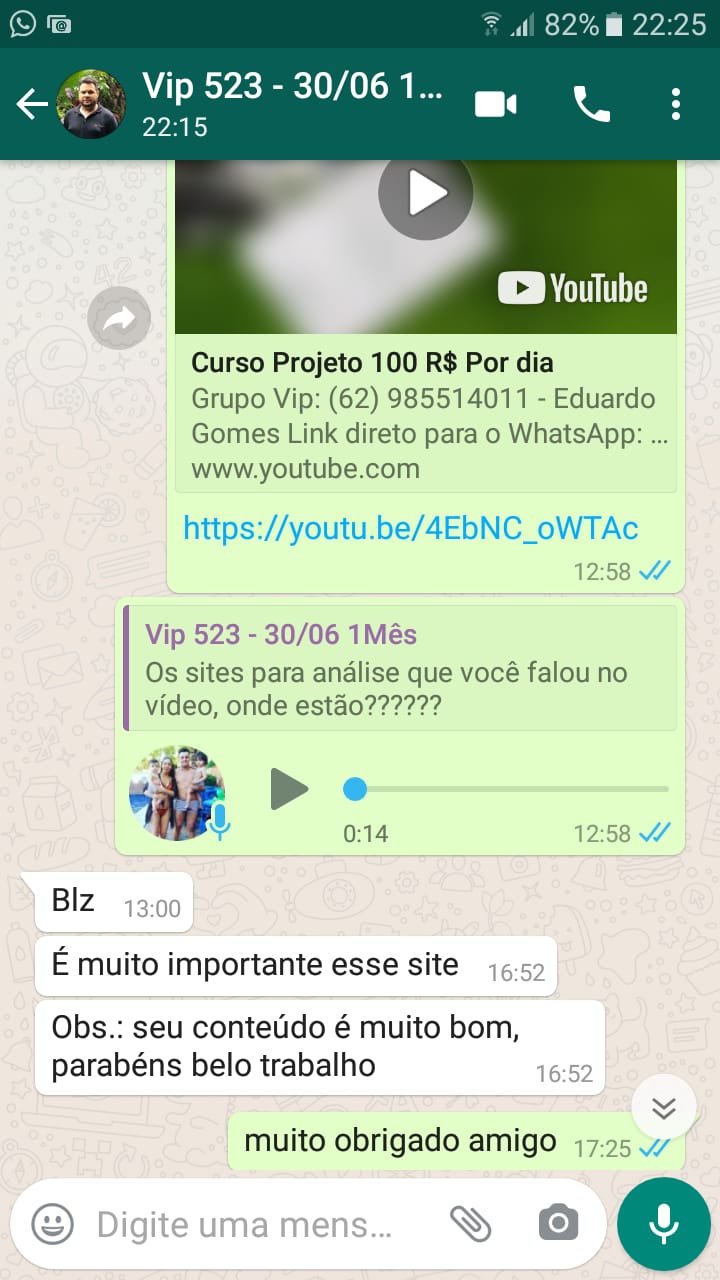 82% 22:25
Vip 523 - 30/06 1...
22:15
YouTube
Curso Projeto 100 R$ Por dia
Grupo Vip: (62) 985514011 - Eduardo
Gomes Link direto para o WhatsApp: ...
www.youtube.com
https://youtu.be/4EbNC_oWTAc
12:58
Vip 523 - 30/06 1Mês
Os sites para análise que você falou no
vídeo, onde estão??????
0:14 12:58
Blz 13:00
É muito importante esse site 16:52
Obs.: seu conteúdo é muito bom,
parabéns belo trabalho 16:52
muito obrigado amigo 17:25
Digite uma mens...